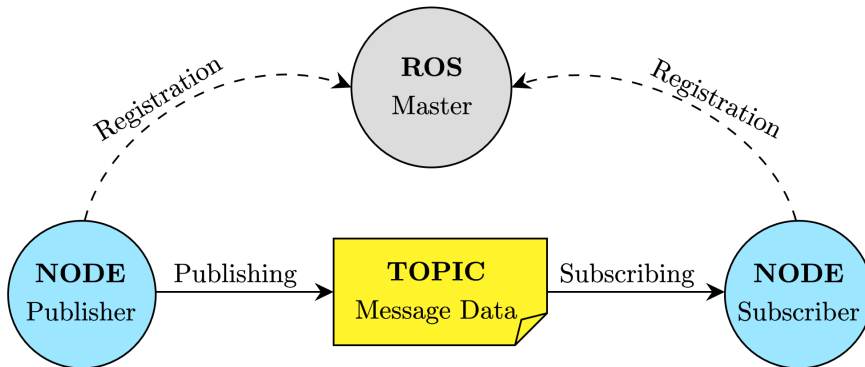 ROS
Master
Registration
Registration
NODE
Publisher
Publishing
TOPIC
Message Data
Subscribing
NODE
Subscriber